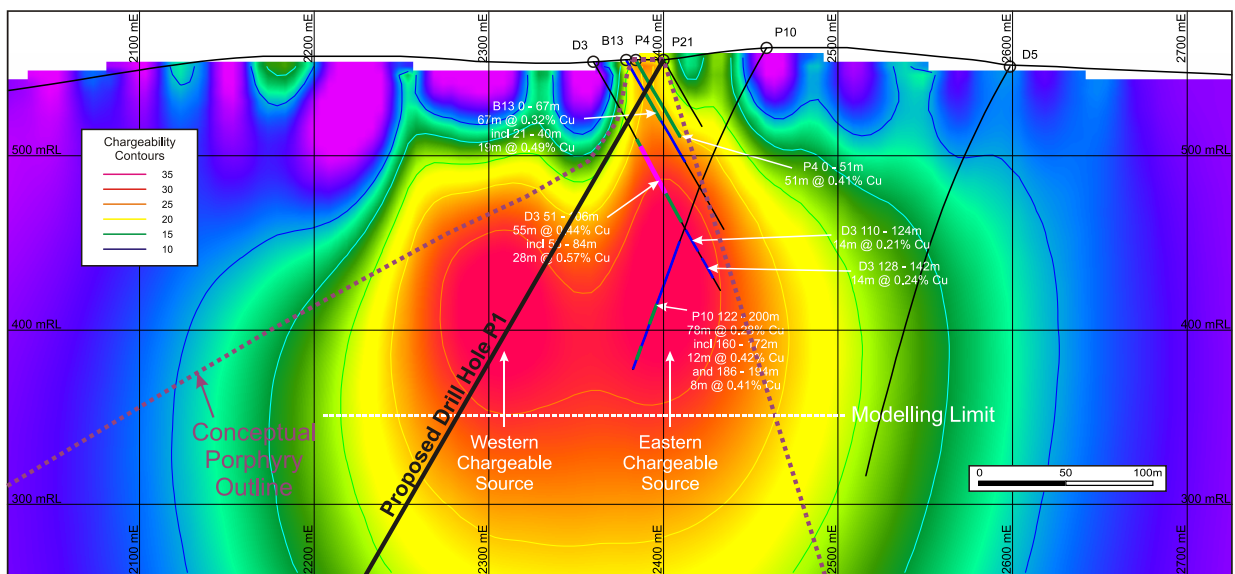 2100 mE
2200 mE
2300 mE
2400 mE
2500 mE
2600 mE
2700 mE
D3
B13
P4
P21
P10
D5
Chargeability
Contours
35
30
25
20
15
10
500 mRL
500 mRL
400 mRL
400 mRL
300 mRL
300 mRL
B13 0 - 67m
67m @ 0.32% Cu
incl 21 - 40m
19m @ 0.49% Cu
P4 0 - 51m
51m @ 0.41% Cu
D3 51 - 106m
55m @ 0.44% Cu
incl 56 - 84m
28m @ 0.57% Cu
D3 110 - 124m
14m @ 0.21% Cu
D3 128 - 142m
14m @ 0.24% Cu
P10 122 - 200m
78m @ 0.28% Cu
incl 160 - 172m
12m @ 0.42% Cu
and 186 - 194m
8m @ 0.41% Cu
Proposed Drill Hole P1
Modelling Limit
Conceptual
Porphyry
Outline
Western
Chargeable
Source
Eastern
Chargeable
Source
0 50 100m
2100 mE
2200 mE
2300 mE
2400 mE
2500 mE
2600 mE
2700 mE